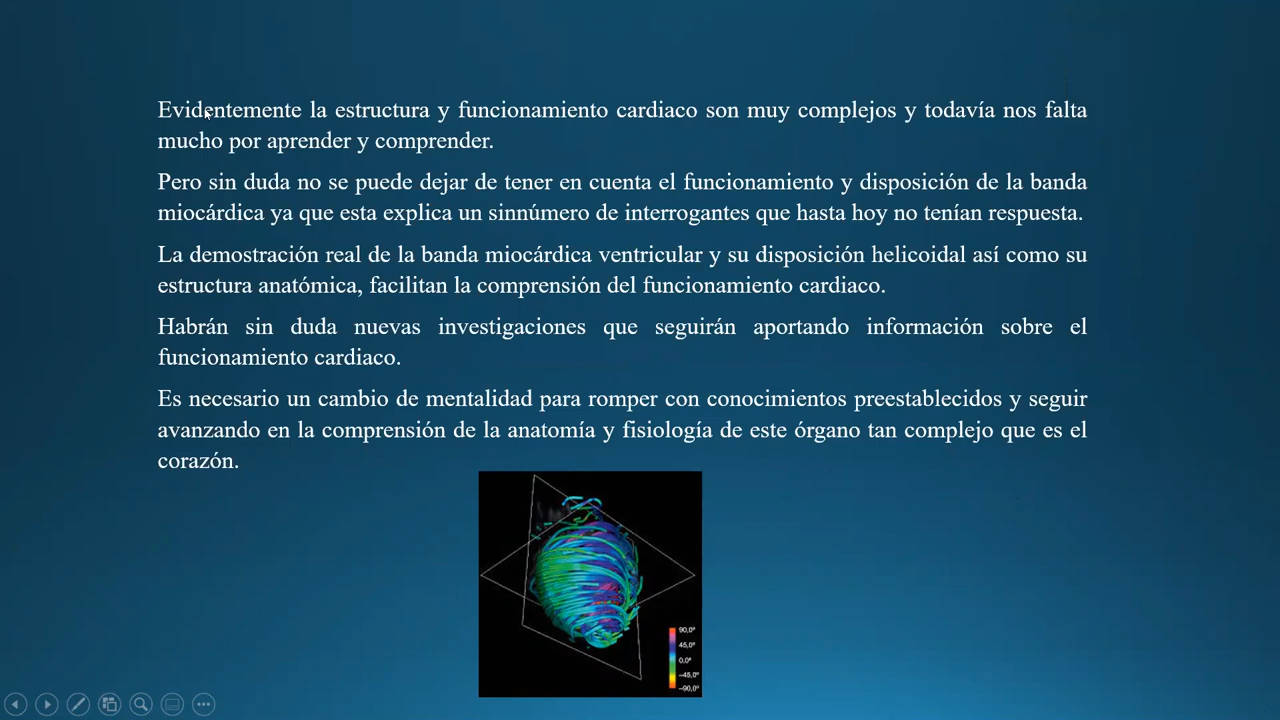 Evidentemente la estructura y funcionamiento cardiaco son muy complejos y todavía nos falta
mucho por aprender y comprender.
Pero sin duda no se puede dejar de tener en cuenta el funcionamiento y disposición de la banda
miocárdica ya que esta explica un sinnúmero de interrogantes que hasta hoy no tenían respuesta.
La demostración real de la banda miocárdica ventricular y su disposición helicoidal así como su
estructura anatómica, facilitan la comprensión del funcionamiento cardiaco.
Habrán sin duda nuevas investigaciones que seguirán aportando información sobre el
funcionamiento cardiaco.
Es necesario un cambio de mentalidad para romper con conocimientos preestablecidos y seguir
avanzando en la comprensión de la anatomía y fisiología de este órgano tan complejo que es el
corazón.
90,0°
45,0°
0,0°
–45,0°
–90,0°